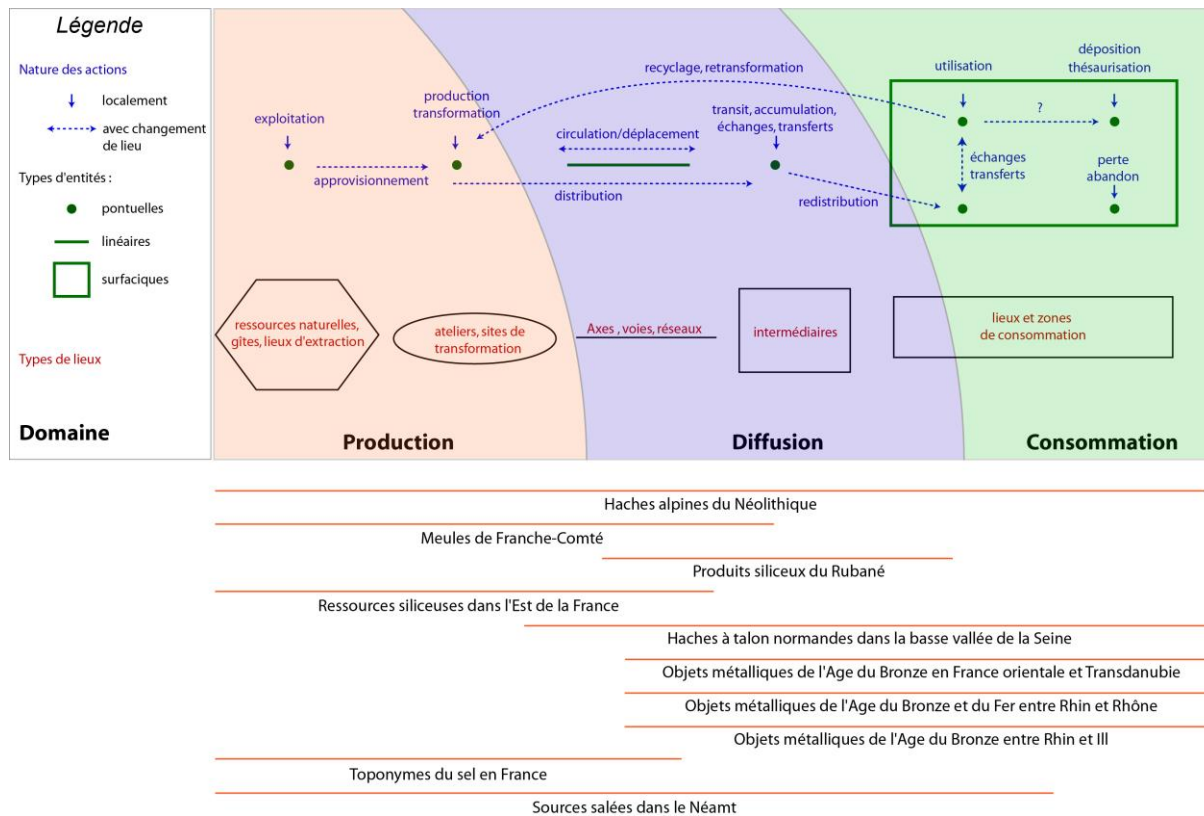 Légende
Nature des actions
localement
avec changement
de lieu
Types d'entités :
pontuelles
linéaires
surfaciques
Types de lieux
Domaine
exploitation
production
transformation
approvisionnement
recyclage, retransformation
circulation/déplacement
distribution
transit, accumulation,
échanges, transferts
redistribution
utilisation
déposition
thésaurisation
?
échanges
transferts
perte
abandon
ressources naturelles,
gîtes, lieux d'extraction
ateliers, sites de
transformation
Axes , voies, réseaux
intermédiaires
lieux et zones
de consommation
Production
Diffusion
Consommation
Haches alpines du Néolithique
Meules de Franche-Comté
Produits siliceux du Rubané
Ressources siliceuses dans l'Est de la France
Haches à talon normandes dans la basse vallée de la Seine
Objets métalliques de l'Age du Bronze en France orientale et Transdanubie
Objets métalliques de l'Age du Bronze et du Fer entre Rhin et Rhône
Objets métalliques de l'Age du Bronze entre Rhin et Ill
Toponymes du sel en France
Sources salées dans le Néamt